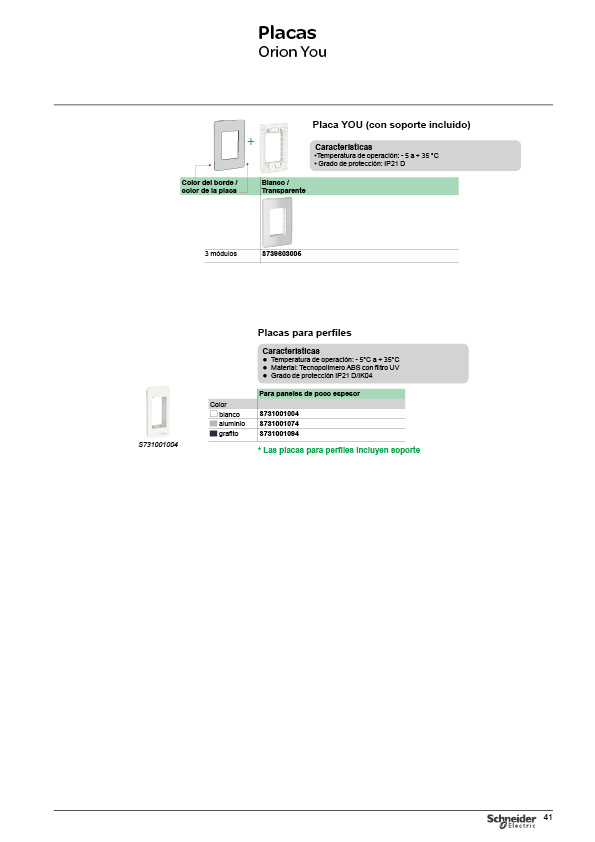 Placas
Orion You
Placa YOU (con soporte incluido)
+
Características
•Temperatura de operación: - 5 a + 35 °C
• Grado de protección: IP21 D
Color del borde /
color de la placa
Blanco /
Transparente
3 módulos S739603005
Placas para perfiles
Características
● Temperatura de operación: - 5°C a + 35°C
● Material: Tecnopolímero ABS con filtro UV
● Grado de protección IP21 D/IK04
Para paneles de poco espesor
Color
blanco S731001004
aluminio S731001074
grafito S731001094
S731001004
* Las placas para perfiles incluyen soporte
Schneider
Electric
41